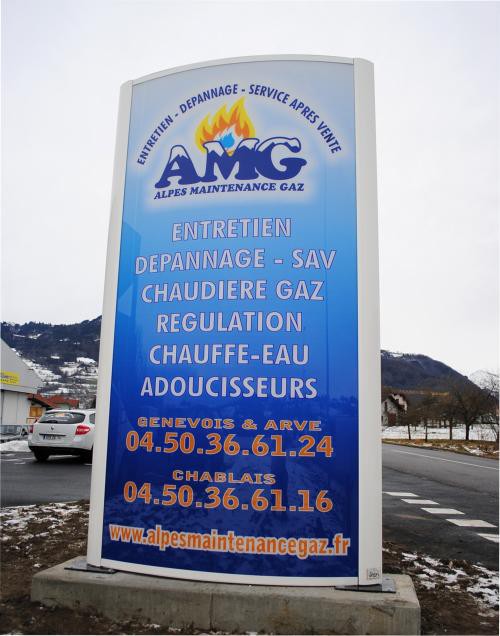 ENTRETIEN - DEPANNAGE - SERVICE APRES VENTE
AMG
ALPES MAINTENANCE GAZ
ENTRETIEN
DEPANNAGE - SAV
CHAUDIERE GAZ
REGULATION
CHAUFFE-EAU
ADOUCISSEURS
GENEVOIS & ARVE
04.50.36.61.24
CHABLAIS
04.50.36.61.16
www.alpesmaintenancegaz.fr